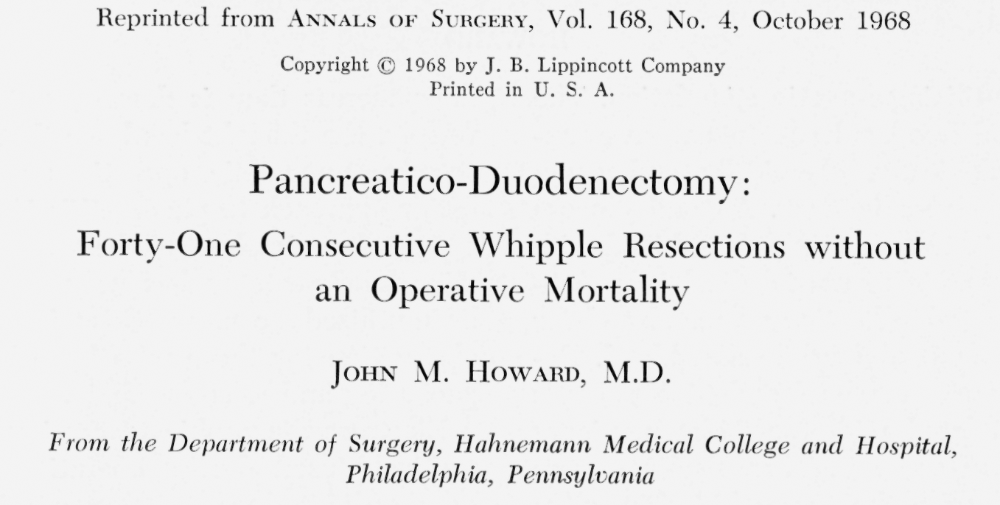 Reprinted from ANNALS OF SURGERY, Vol. 168, No. 4, October 1968
Copyright © 1968 by J. B. Lippincott Company
Printed in U. S. A.
Pancreatico-Duodenectomy:
Forty-One Consecutive Whipple Resections without
an Operative Mortality
JOHN M. HOWARD, M.D.
From the Department of Surgery, Hahnemann Medical College and Hospital,
Philadelphia, Pennsylvania